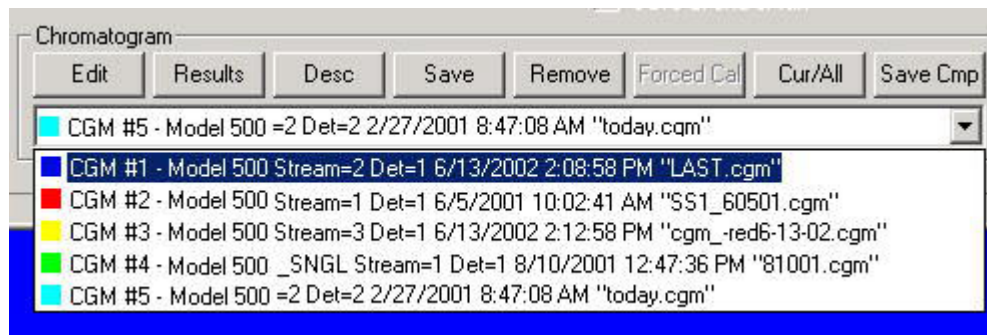 Chromatogram
Edit Results Desc Save Remove Forced Cal Cur/All Save Cmp
CGM #5 - Model 500 =2 Det=2 2/27/2001 8:47:08 AM "today.cgm"
CGM #1 - Model 500 Stream=2 Det=1 6/13/2002 2:08:58 PM "LAST.cgm"
CGM #2 - Model 500 Stream=1 Det=1 6/5/2001 10:02:41 AM "SS1_60501.cgm"
CGM #3 - Model 500 Stream=3 Det=1 6/13/2002 2:12:58 PM "cgm_-red6-13-02.cgm"
CGM #4 - Model 500 _SNGL Stream=1 Det=1 8/10/2001 12:47:36 PM "81001.cgm"
CGM #5 - Model 500 =2 Det=2 2/27/2001 8:47:08 AM "today.cgm"